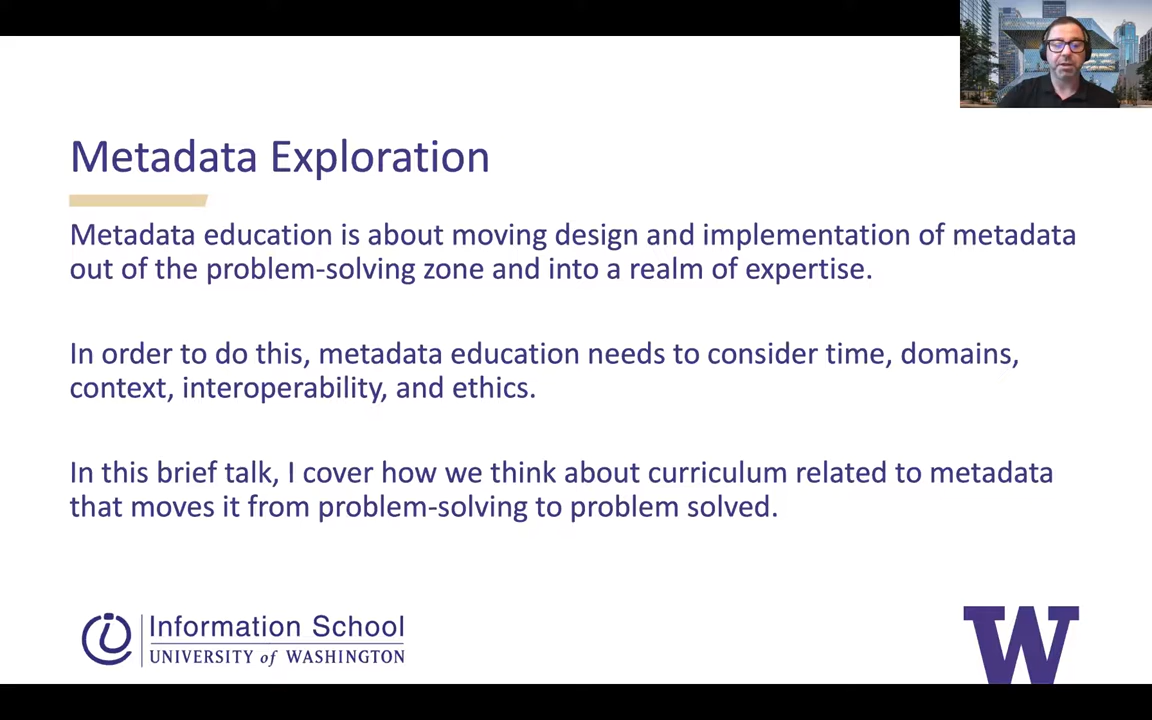 Metadata Exploration
Metadata education is about moving design and implementation of metadata
out of the problem-solving zone and into a realm of expertise.
In order to do this, metadata education needs to consider time, domains,
context, interoperability, and ethics.
In this brief talk, I cover how we think about curriculum related to metadata
that moves it from problem-solving to problem solved.
Information School
UNIVERSITY of WASHINGTON
W